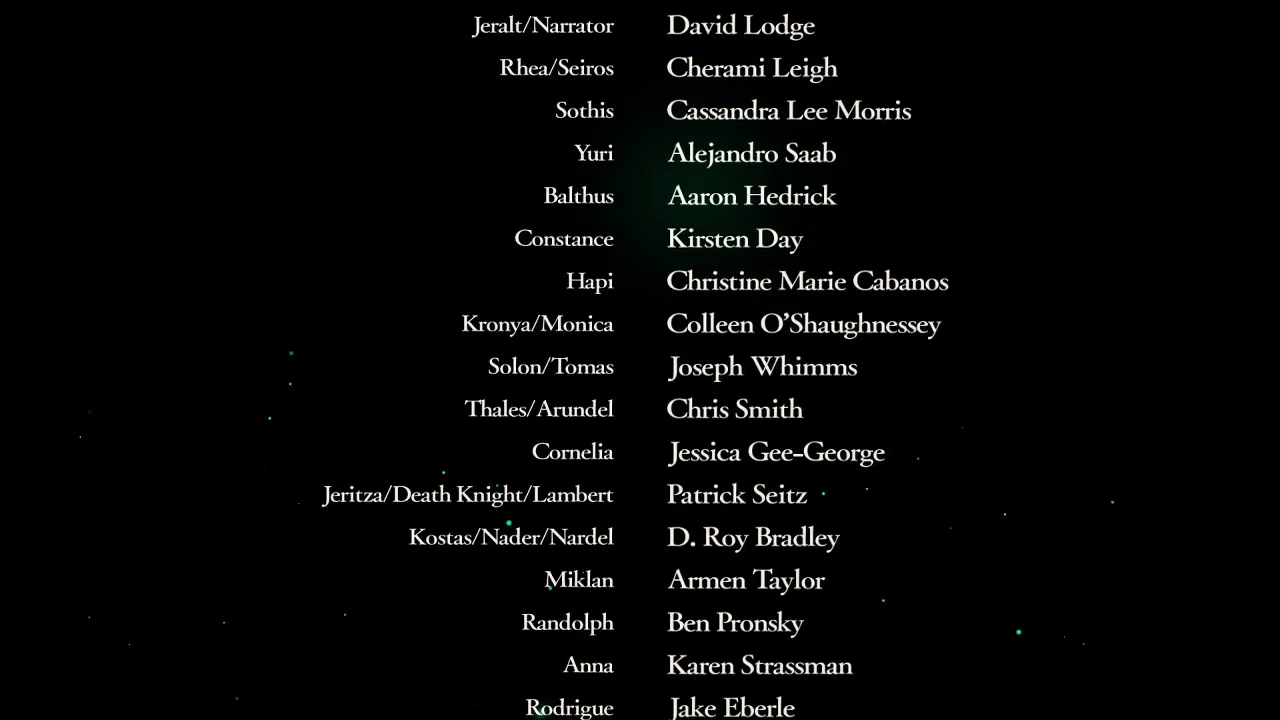 Jeralt/Narrator David Lodge
Rhea/Seiros Cherami Leigh
Sothis Cassandra Lee Morris
Yuri Alejandro Saab
Balthus Aaron Hedrick
Constance Kirsten Day
Hapi Christine Marie Cabanos
Kronya/Monica Colleen O’Shaughnessey
Solon/Tomas Joseph Whimms
Thales/Arundel Chris Smith
Cornelia Jessica Gee-George
Jeritza/Death Knight/Lambert Patrick Seitz
Kostas/Nader/Nardel D. Roy Bradley
Miklan Armen Taylor
Randolph Ben Pronsky
Anna Karen Strassman
Rodrigue Jake Eberle